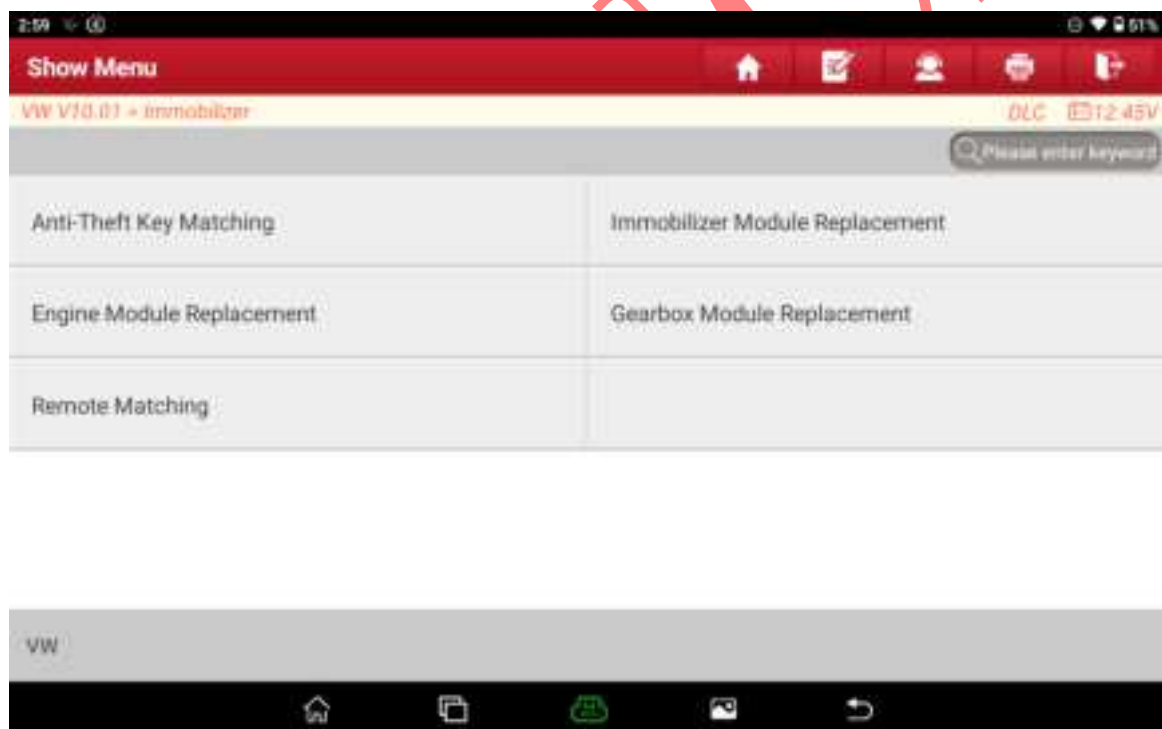 2:59 51%
Show Menu
VW V10.01 > Immobilizer DLC 12.45V
Please enter keyword
Anti-Theft Key Matching Immobilizer Module Replacement
Engine Module Replacement Gearbox Module Replacement
Remote Matching
VW